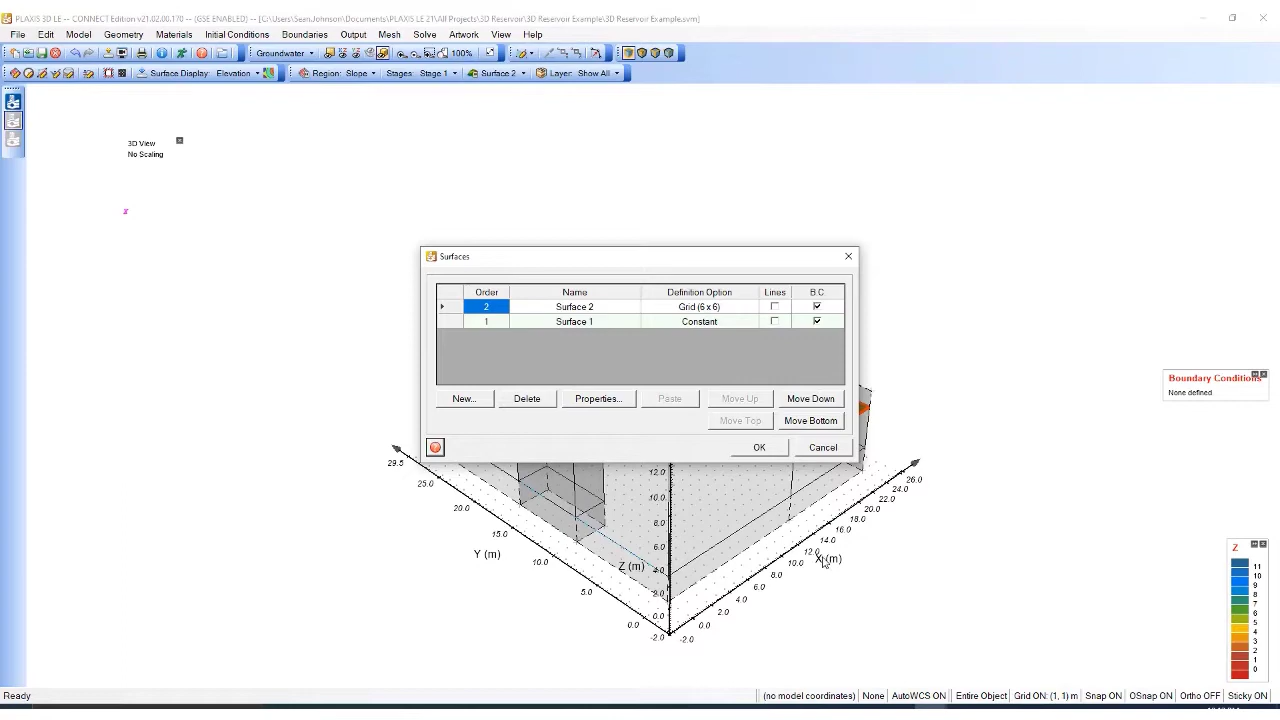 PLAXIS 3D LE -- CONNECT Edition v21.02.00.170 -- (GSE ENABLED) -- [C:\Users\Sean.Johnson\Documents\PLAXIS LE 21\All Projects\3D Reservoir\3D Reservoir Example\3D Reservoir Example.svm]
File Edit Model Geometry Materials Initial Conditions Boundaries Output Mesh Solve Artwork View Help
Groundwater 100%
Surface Display: Elevation Region: Slope Stages: Stage 1 Surface 2 Layer: Show All
3D View
No Scaling
Surfaces
Order Name Definition Option Lines B.C
2 Surface 2 Grid (6 x 6)
1 Surface 1 Constant
New... Delete Properties... Paste Move Up Move Down
Move Top Move Bottom
OK Cancel
Boundary Conditions
None defined
29.5
25.0
20.0
15.0
10.0
5.0
0.0
-2.0
Y (m)
12.0
10.0
8.0
6.0
4.0
2.0
0.0
Z (m)
26.0
24.0
22.0
20.0
18.0
16.0
14.0
12.0
10.0
8.0
6.0
4.0
2.0
0.0
-2.0
X (m)
Z
11
10
9
8
7
6
5
4
3
2
1
0
Ready (no model coordinates) None AutoWCS ON Entire Object Grid ON: (1, 1) m Snap ON OSnap ON Ortho OFF Sticky ON